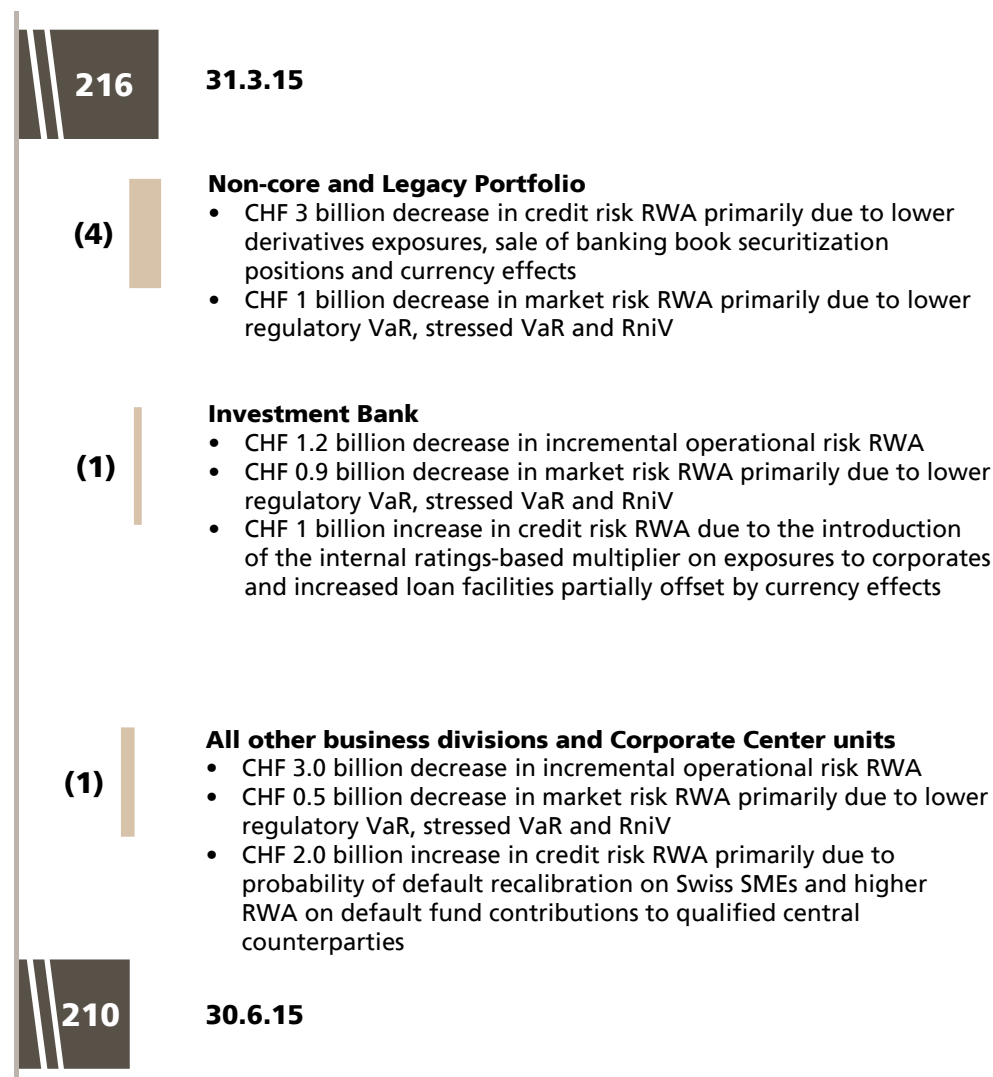 216
31.3.15
(4)
Non-core and Legacy Portfolio
• CHF 3 billion decrease in credit risk RWA primarily due to lower
derivatives exposures, sale of banking book securitization
positions and currency effects
• CHF 1 billion decrease in market risk RWA primarily due to lower
regulatory VaR, stressed VaR and RniV
(1)
Investment Bank
• CHF 1.2 billion decrease in incremental operational risk RWA
• CHF 0.9 billion decrease in market risk RWA primarily due to lower
regulatory VaR, stressed VaR and RniV
• CHF 1 billion increase in credit risk RWA due to the introduction
of the internal ratings-based multiplier on exposures to corporates
and increased loan facilities partially offset by currency effects
(1)
All other business divisions and Corporate Center units
• CHF 3.0 billion decrease in incremental operational risk RWA
• CHF 0.5 billion decrease in market risk RWA primarily due to lower
regulatory VaR, stressed VaR and RniV
• CHF 2.0 billion increase in credit risk RWA primarily due to
probability of default recalibration on Swiss SMEs and higher
RWA on default fund contributions to qualified central
counterparties
210
30.6.15